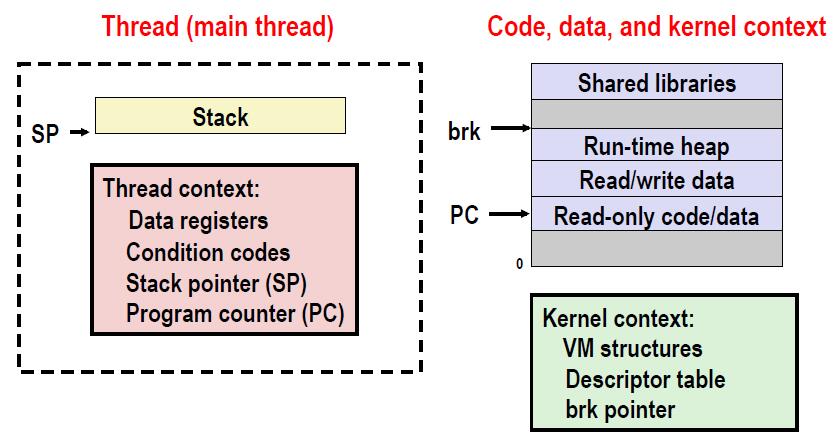 Thread (main thread)
SP
Stack
Thread context:
Data registers
Condition codes
Stack pointer (SP)
Program counter (PC)
Code, data, and kernel context
Shared libraries
brk
Run-time heap
Read/write data
PC
Read-only code/data
0
Kernel context:
VM structures
Descriptor table
brk pointer